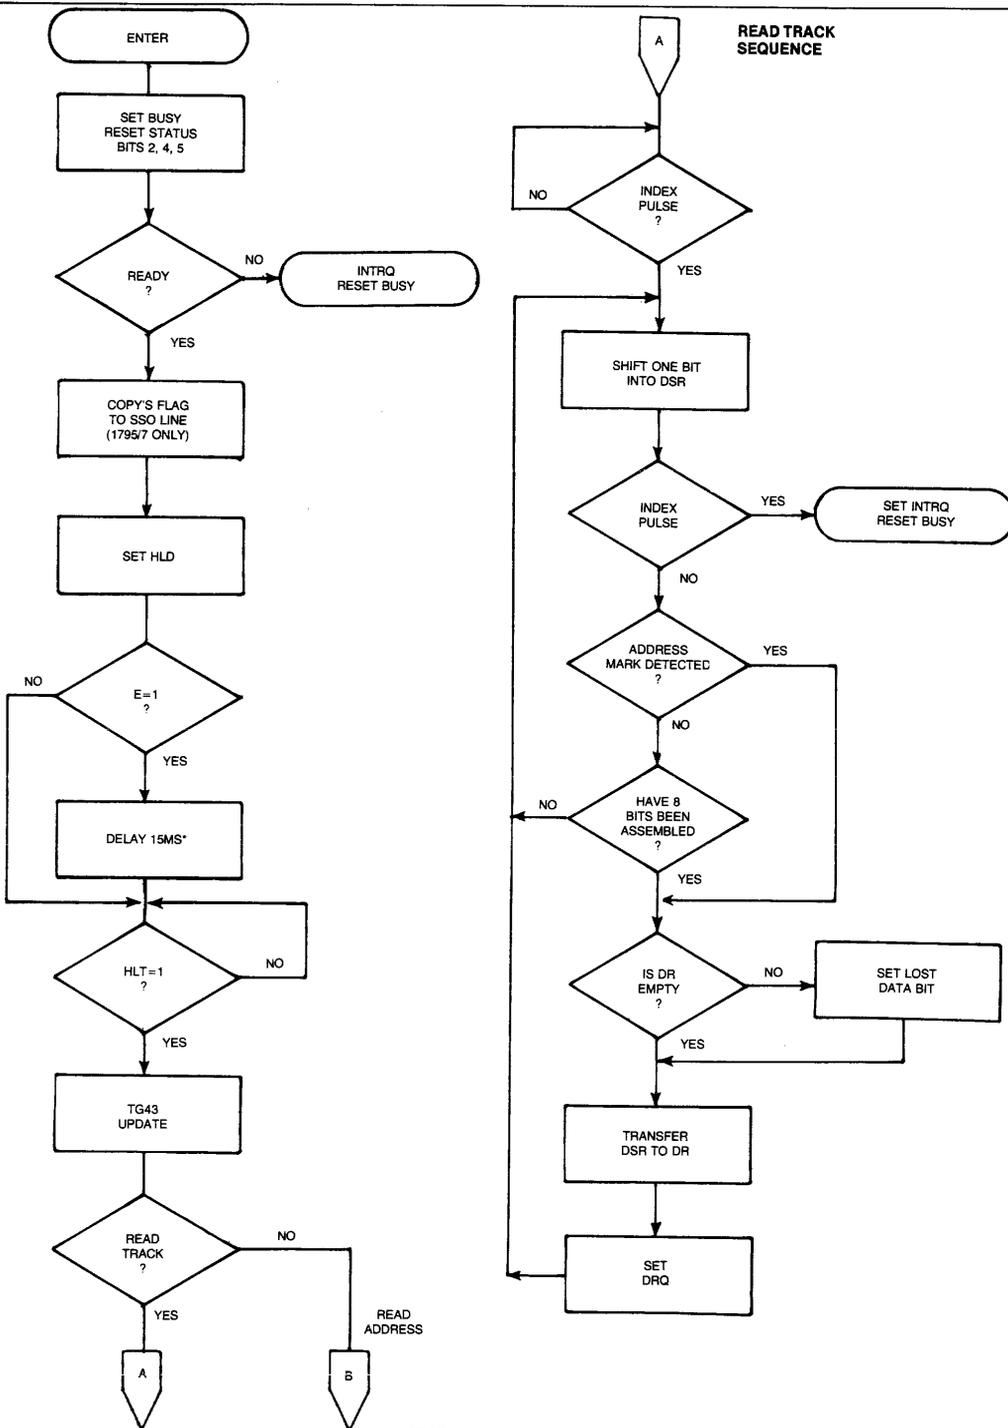 ENTER
SET BUSY
RESET STATUS
BITS 2, 4, 5
READY
?
NO
INTRQ
RESET BUSY
YES
COPY'S FLAG
TO SSO LINE
(1795/7 ONLY)
SET HLD
NO
E=1
?
YES
DELAY 15MS*
HLT=1
?
NO
YES
TG43
UPDATE
READ
TRACK
?
NO
YES
READ
ADDRESS
A
B
A
READ TRACK
SEQUENCE
NO
INDEX
PULSE
?
YES
SHIFT ONE BIT
INTO DSR
INDEX
PULSE
YES
SET INTRQ
RESET BUSY
NO
ADDRESS
MARK DETECTED
?
YES
NO
NO
HAVE 8
BITS BEEN
ASSEMBLED
?
YES
IS DR
EMPTY
?
NO
SET LOST
DATA BIT
YES
TRANSFER
DSR TO DR
SET
DRQ